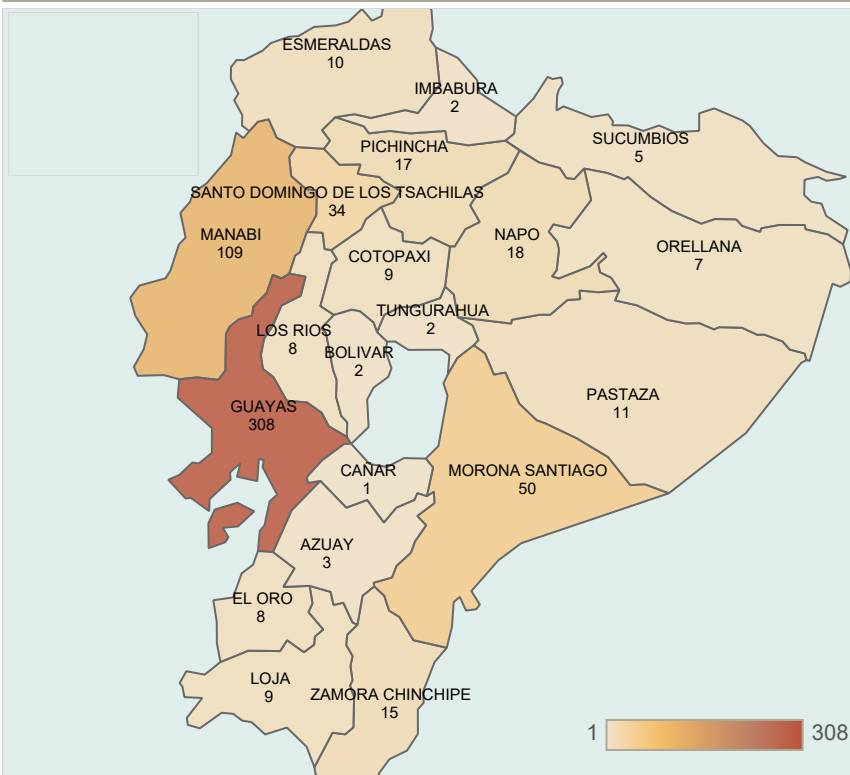 ESMERALDAS
10
IMBABURA
2
SUCUMBIOS
5
PICHINCHA
17
SANTO DOMINGO DE LOS TSACHILAS
34
MANABI
109
NAPO
18
ORELLANA
7
COTOPAXI
9
TUNGURAHUA
2
LOS RIOS
8
BOLIVAR
2
PASTAZA
11
GUAYAS
308
CAÑAR
1
MORONA SANTIAGO
50
AZUAY
3
EL ORO
8
LOJA
9
ZAMORA CHINCHIPE
15
1 308